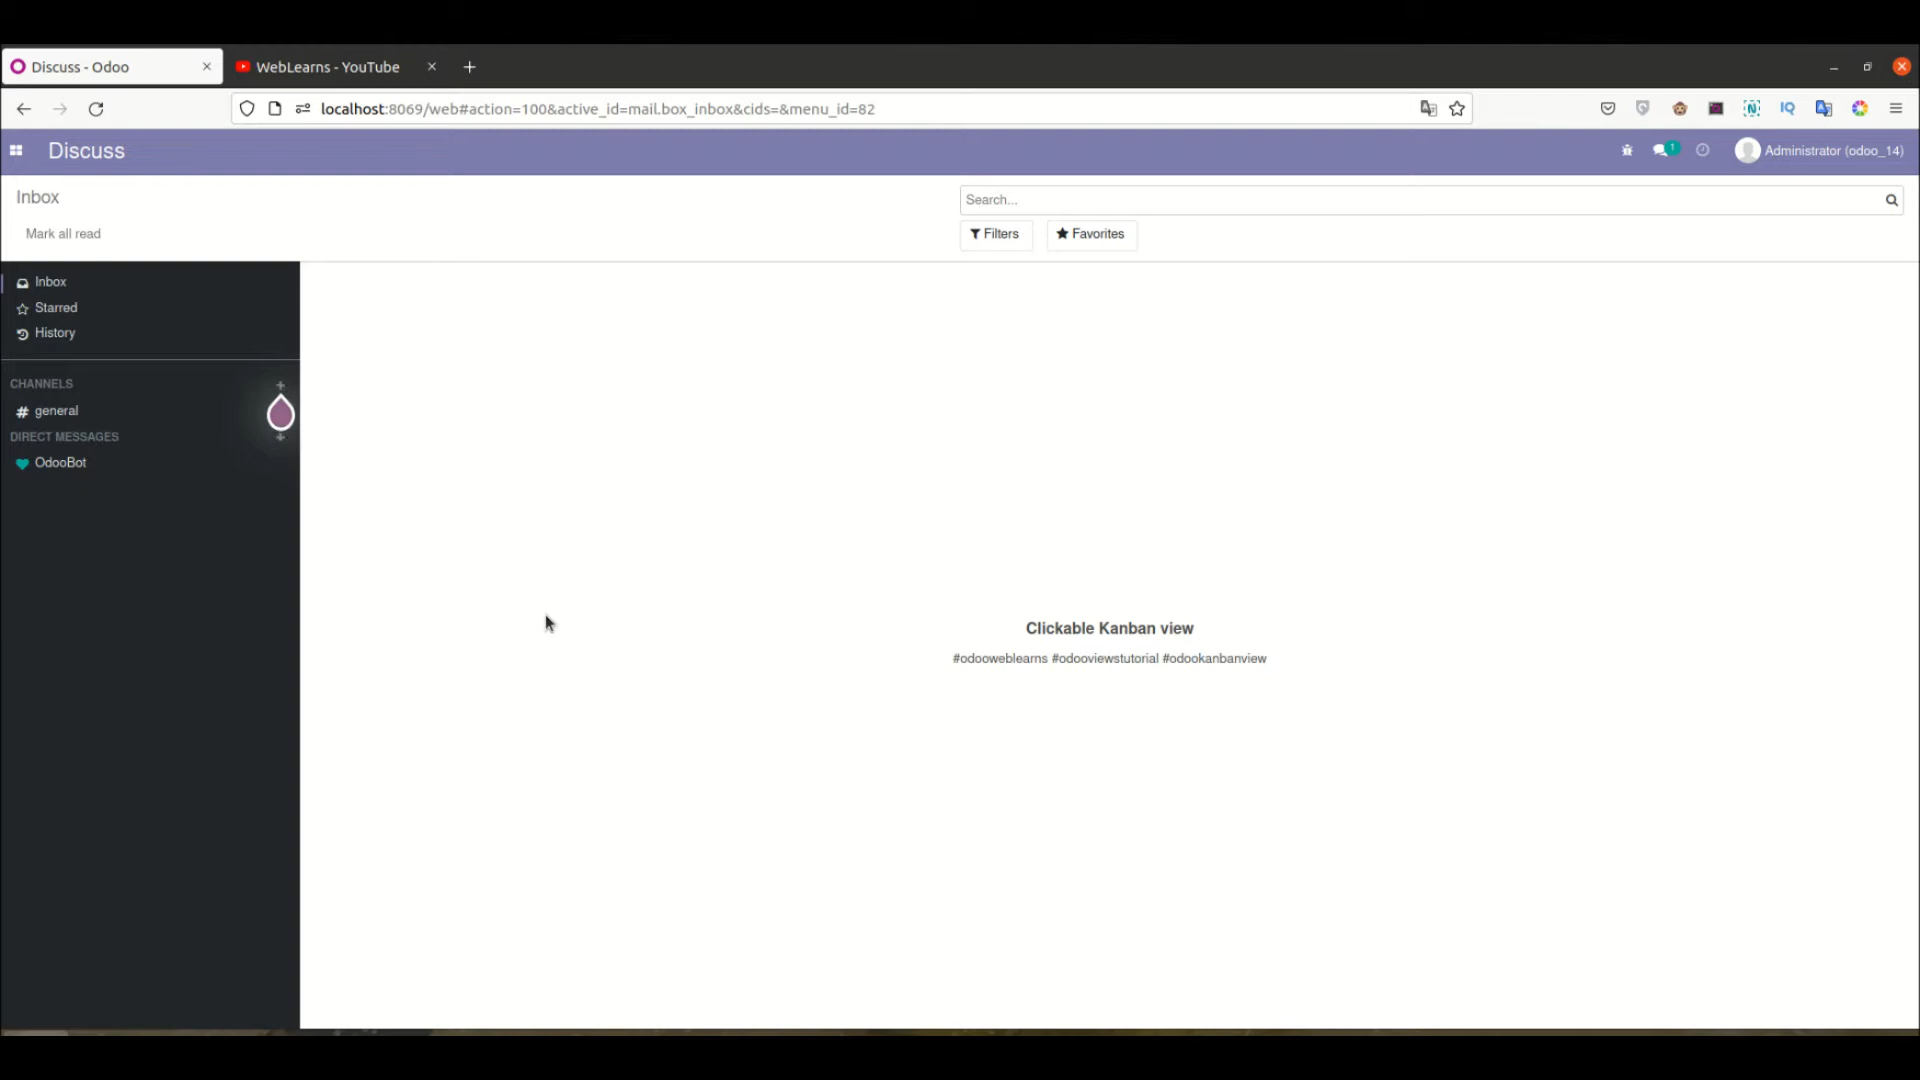 Discuss - Odoo
WebLearns - YouTube
localhost:8069/web#action=100&active_id=mail.box_inbox&cids=&menu_id=82
Discuss
1
Administrator (odoo_14)
Inbox
Search...
Mark all read
Filters
Favorites
Inbox
Starred
History
CHANNELS
# general
DIRECT MESSAGES
OdooBot
Clickable Kanban view
#odooweblearns #odooviewstutorial #odookanbanview